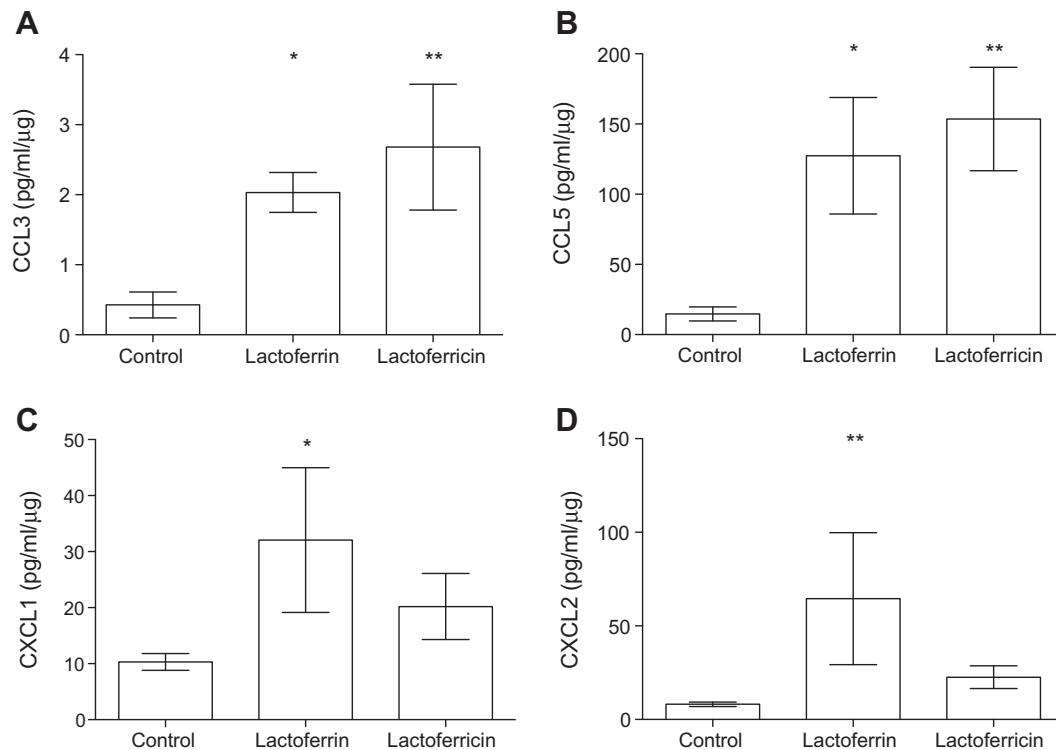 A
CCL3 (pg/ml/μg)
4
3
2
1
0
*
**
Control Lactoferrin Lactoferricin
B
CCL5 (pg/ml/μg)
200
150
100
50
0
*
**
Control Lactoferrin Lactoferricin
C
CXCL1 (pg/ml/μg)
50
40
30
20
10
0
*
Control Lactoferrin Lactoferricin
D
CXCL2 (pg/ml/μg)
150
100
50
0
**
Control Lactoferrin Lactoferricin